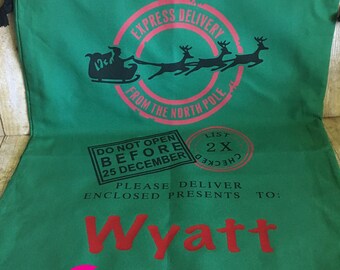 EXPRESS DELIVERY
FROM THE NORTH POLE
DO NOT OPEN
BEFORE
25 DECEMBER
LIST
2X
CHECKED
PLEASE DELIVER
ENCLOSED PRESENTS TO:
Wyatt